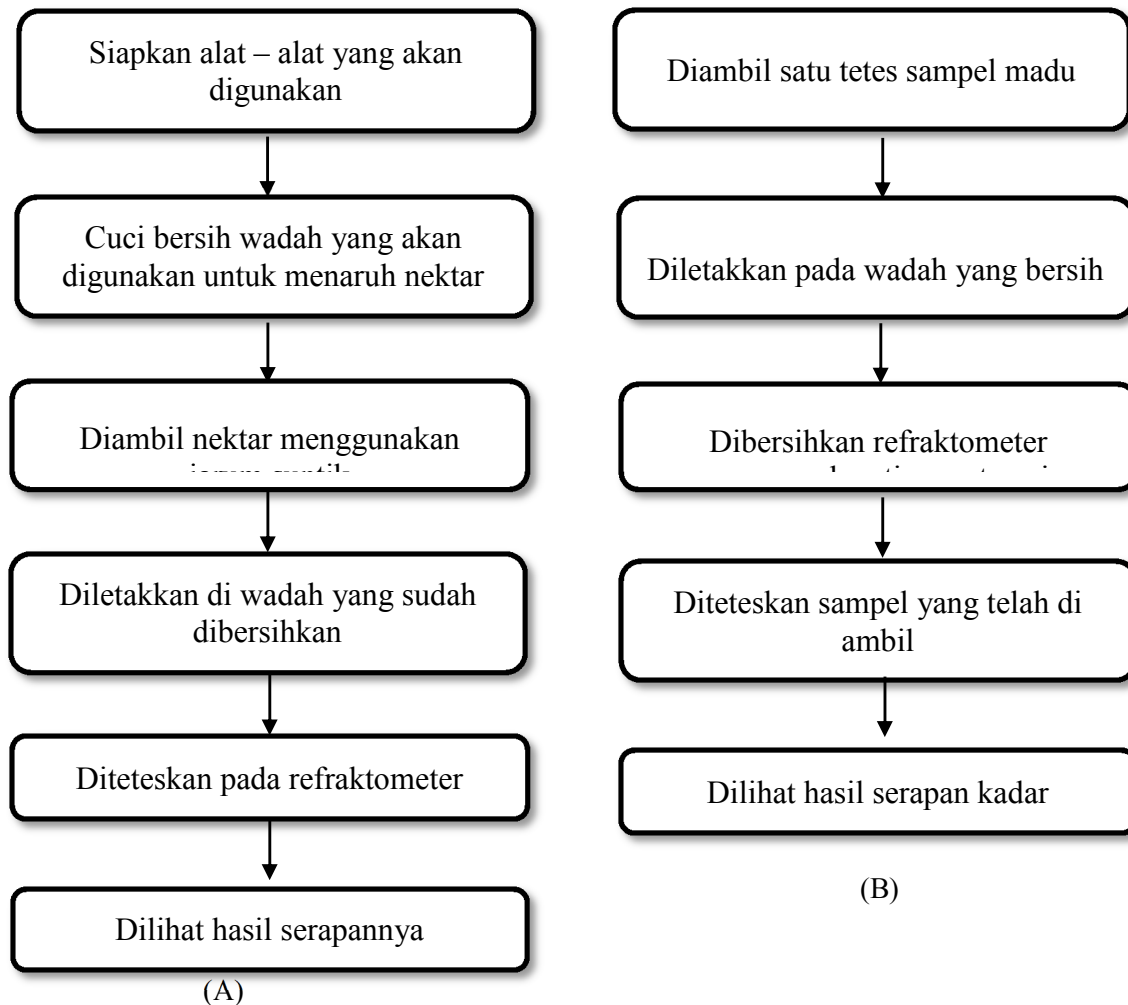 Siapkan alat – alat yang akan
digunakan
Cuci bersih wadah yang akan
digunakan untuk menaruh nektar
Diambil nektar menggunakan
Diletakkan di wadah yang sudah
dibersihkan
Diteteskan pada refraktometer
Dilihat hasil serapannya
(A)
Diambil satu tetes sampel madu
Diletakkan pada wadah yang bersih
Dibersihkan refraktometer
Diteteskan sampel yang telah di
ambil
Dilihat hasil serapan kadar
(B)